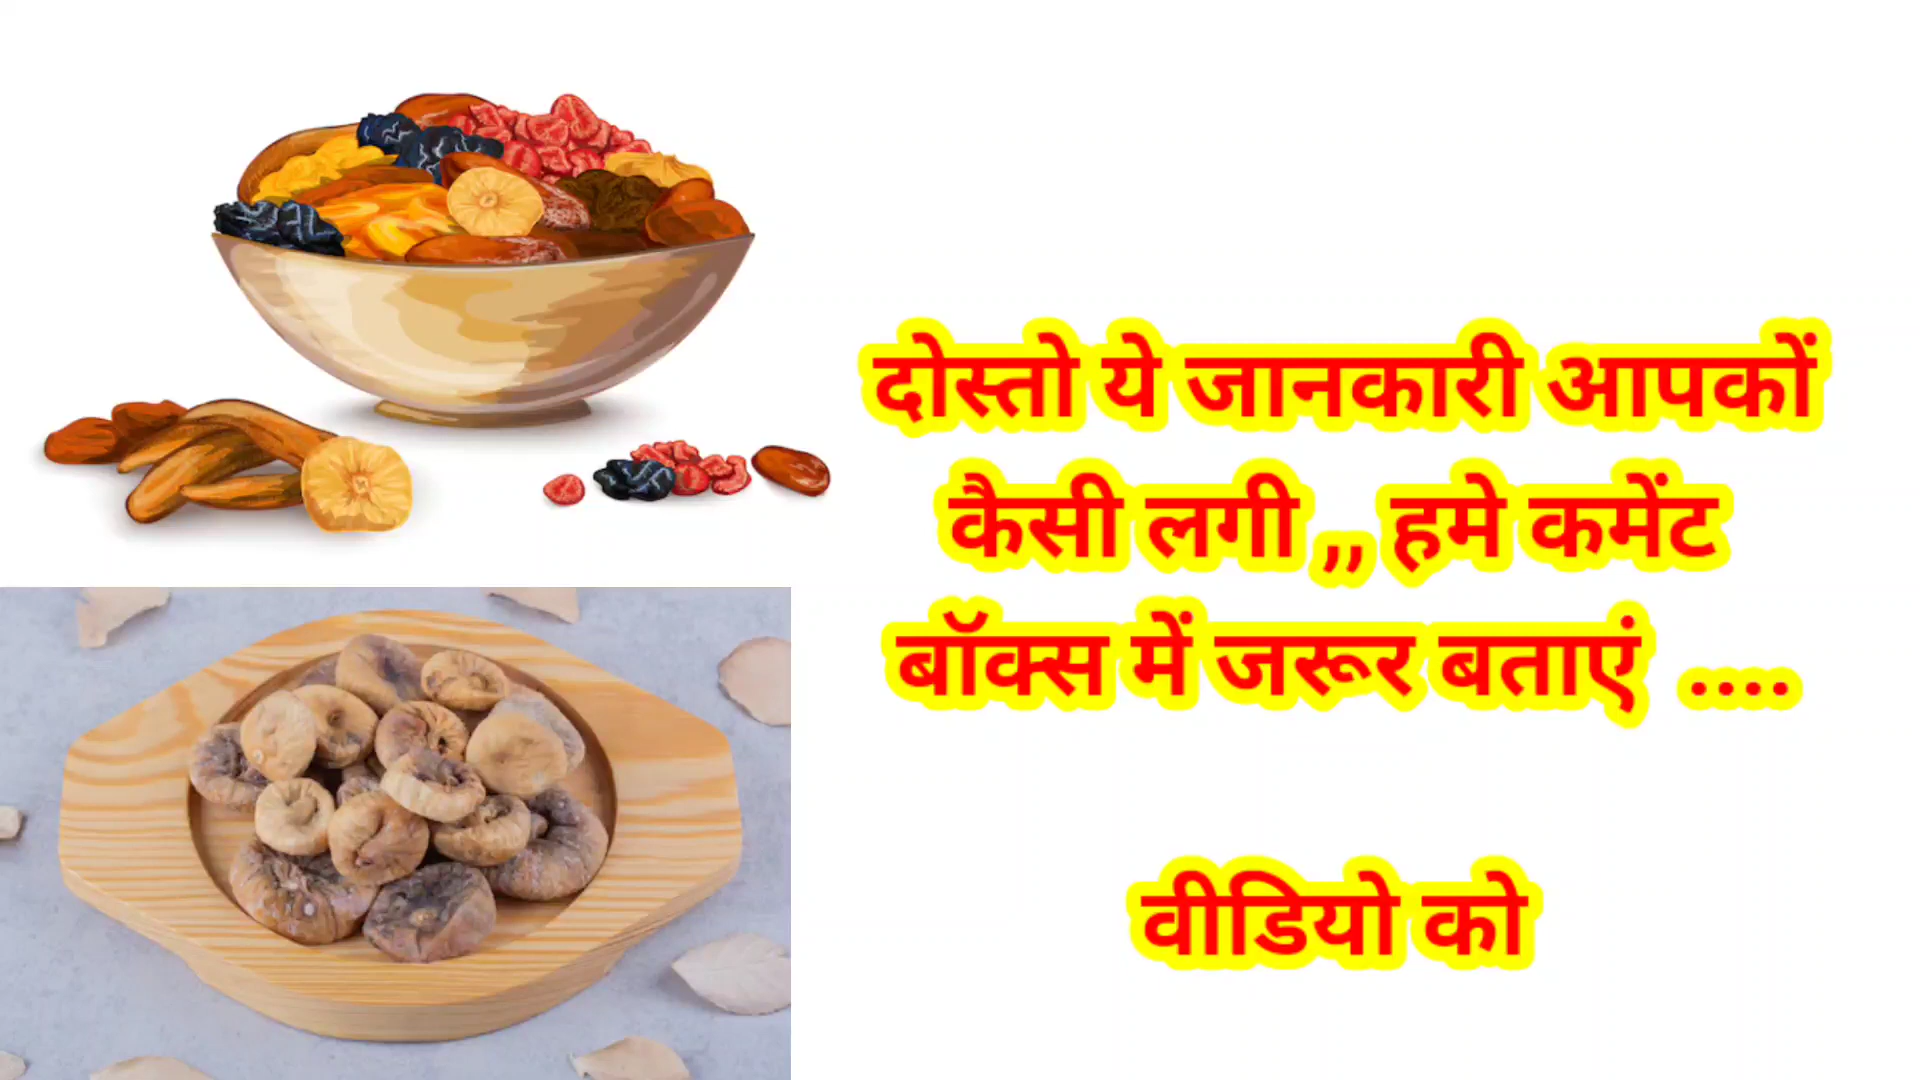 दोस्तो ये जानकारी आपकों
कैसी लगी ,, हमे कमेंट
बॉक्स में जरूर बताएं ....
वीडियो को